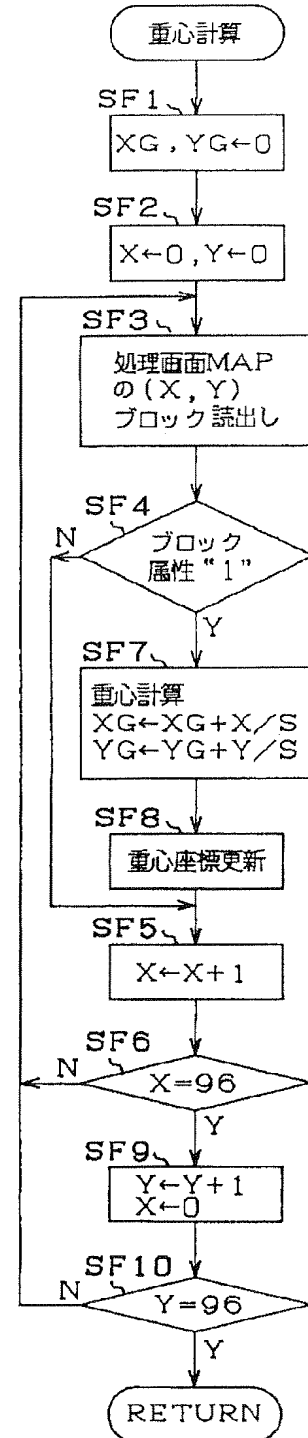 重心計算
SF1
XG,YG←0
SF2
X←0,Y←0
SF3
処理画面MAP
の(X,Y)
ブロック読出し
SF4
N
ブロック
属性“1”
Y
SF7
重心計算
XG←XG+X/S
YG←YG+Y/S
SF8
重心座標更新
SF5
X←X+1
SF6
N
X=96
Y
SF9
Y←Y+1
X←0
SF10
N
Y=96
Y
RETURN